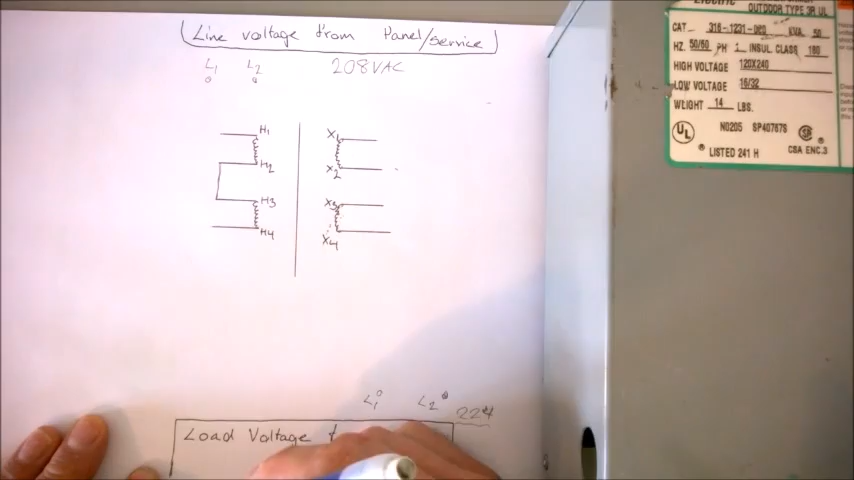 Line voltage from Panel/service
L1 L2 208VAC
H1 X1
H2 X2
H3 X3
H4 X4
L1 L2 224
Load Voltage
OUTDOOR TYPE 3R UL
CAT. 316-1231-000 KVA .50
HZ. 50/60 PH 1 INSUL CLASS 180
HIGH VOLTAGE 120X240
LOW VOLTAGE 16/32
WEIGHT 14 LBS.
UL N0205 SP407678
LISTED 241 H CSA ENC.3